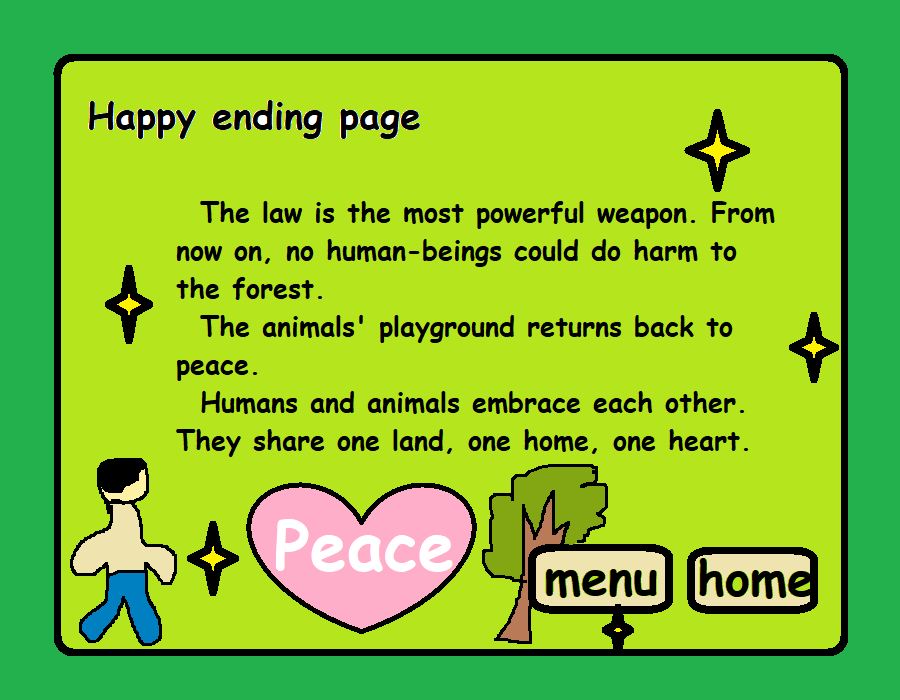 Happy ending page
The law is the most powerful weapon. From
now on, no human-beings could do harm to
the forest.
The animals' playground returns back to
peace.
Humans and animals embrace each other.
They share one land, one home, one heart.
Peace
menu
home